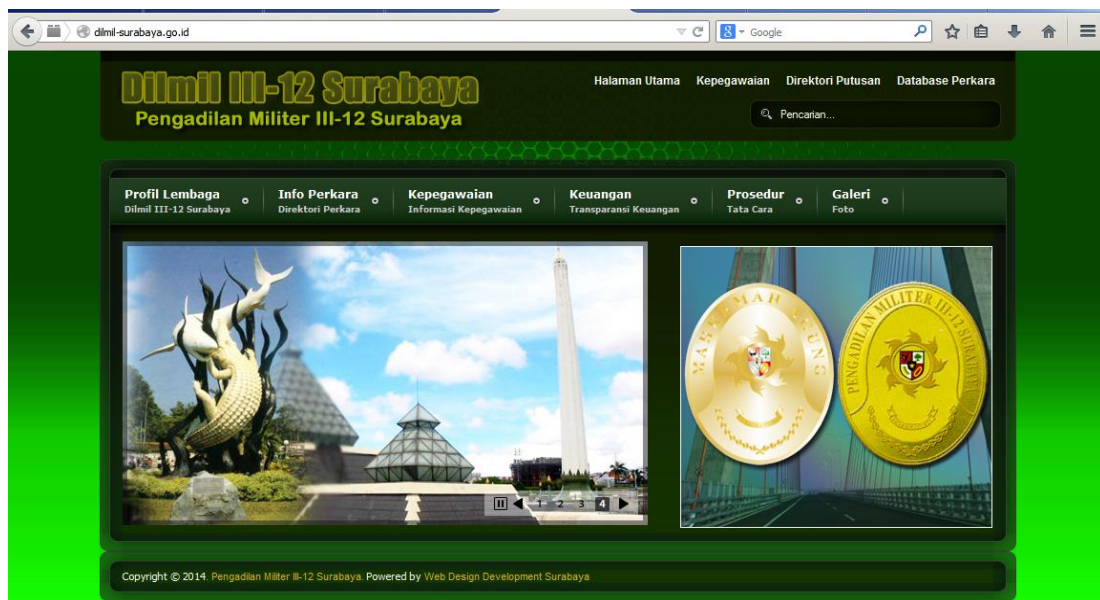 dilmil-surabaya.go.id
Google
Dilmil III-12 Surabaya
Pengadilan Militer III-12 Surabaya
Halaman Utama Kepegawaian Direktori Putusan Database Perkara
Pencarian...
Profil Lembaga Info Perkara Kepegawaian Keuangan Prosedur Galeri
Dilmil III-12 Surabaya Direktori Perkara Informasi Kepegawaian Transparansi Keuangan Tata Cara Foto
MAHKAMAH AGUNG
PENGADILAN MILITER III-12 SURABAYA
1 2 3 4
Copyright © 2014. Pengadilan Militer III-12 Surabaya. Powered by Web Design Development Surabaya